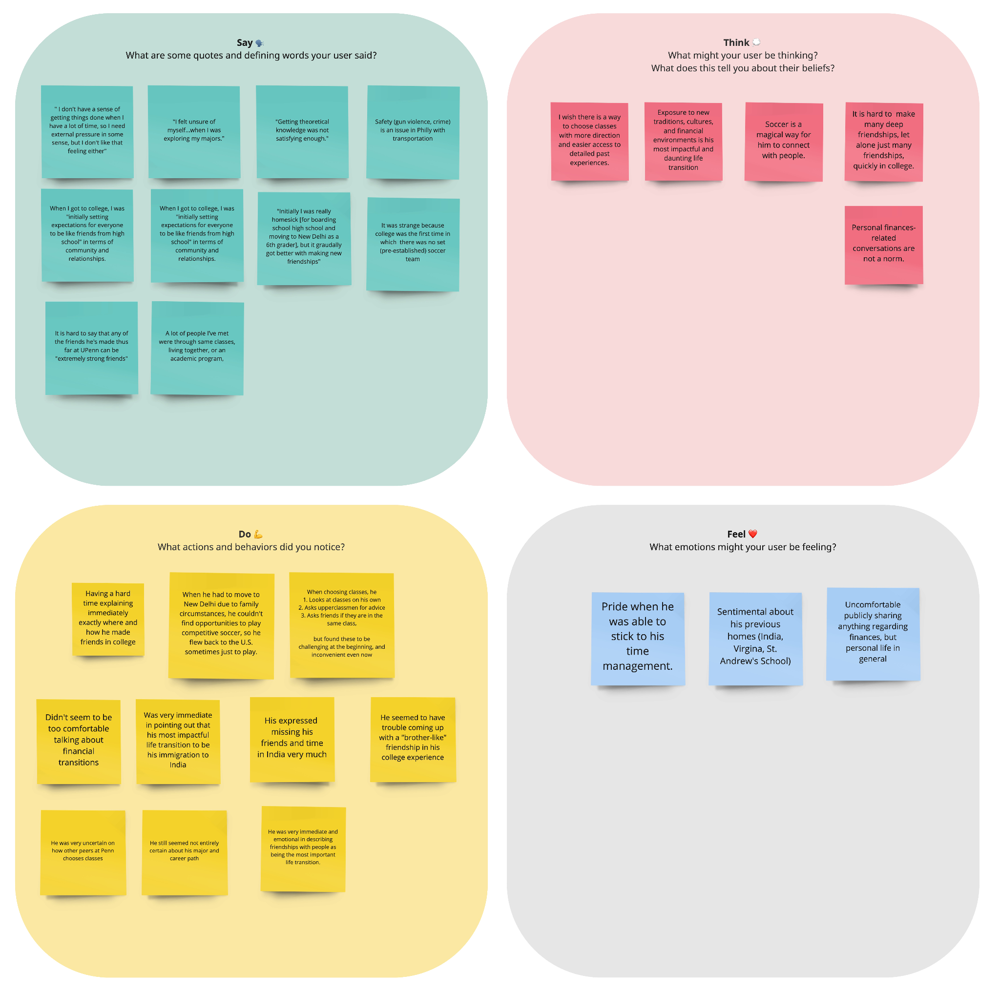 Say 🗣️
What are some quotes and defining words your user said?
" I don't have a sense of
getting things done when I
have a lot of time, so I need
external pressure in some
sense, but I don't like that
feeling either"
"I felt unsure of
myself...when I was
exploring my majors."
"Getting theoretical
knowledge was not
satisfying enough."
Safety (gun violence, crime)
is an issue in Philly with
transportation
When I got to college, I was
"initially setting
expectations for everyone
to be like friends from high
school" in terms of
community and
relationships.
When I got to college, I was
"initially setting
expectations for everyone
to be like friends from high
school" in terms of
community and
relationships.
"Initially I was really
homesick [for boarding
school high school and
moving to New Delhi as a
6th grader], but it graudally
got better with making new
friendships"
It was strange because
college was the first time in
which there was no set
(pre-established) soccer
team
It is hard to say that any of
the friends he's made thus
far at UPenn can be
"extremely strong friends"
A lot of people I've met
were through same classes,
living together, or an
academic program,
Think 💭
What might your user be thinking?
What does this tell you about their beliefs?
I wish there is a way
to choose classes
with more direction
and easier access to
detailed past
experiences.
Exposure to new
traditions, cultures,
and financial
environments is his
most impactful and
daunting life
transition
Soccer is a
magical way for
him to connect
with people.
It is hard to make
many deep
friendships, let
alone just many
friendships,
quickly in college.
Personal finances-
related
conversations are
not a norm.
Do 💪
What actions and behaviors did you notice?
Having a hard
time explaining
immediately
exactly where and
how he made
friends in college
When he had to move to
New Delhi due to family
circumstances, he couldn't
find opportunities to play
competitive soccer, so he
flew back to the U.S.
sometimes just to play.
When choosing classes, he
1. Looks at classes on his own
2. Asks upperclassmen for advice
3. Asks friends if they are in the
same class,
but found these to be
challenging at the beginning, and
inconvenient even now
Didn't seem to be
too comfortable
talking about
financial
transitions
Was very immediate
in pointing out that
his most impactful
life transition to be
his immigration to
India
His expressed
missing his
friends and time
in India very much
He seemed to have
trouble coming up
with a "brother-like"
friendship in his
college experience
He was very uncertain on
how other peers at Penn
chooses classes
He still seemed not entirely
certain about his major and
career path
He was very immediate and
emotional in describing
friendships with people as
being the most important
life transition.
Feel ❤️
What emotions might your user be feeling?
Pride when he
was able to
stick to his
time
management.
Sentimental about
his previous
homes (India,
Virgina, St.
Andrew's School)
Uncomfortable
publicly sharing
anything regarding
finances, but
personal life in
general